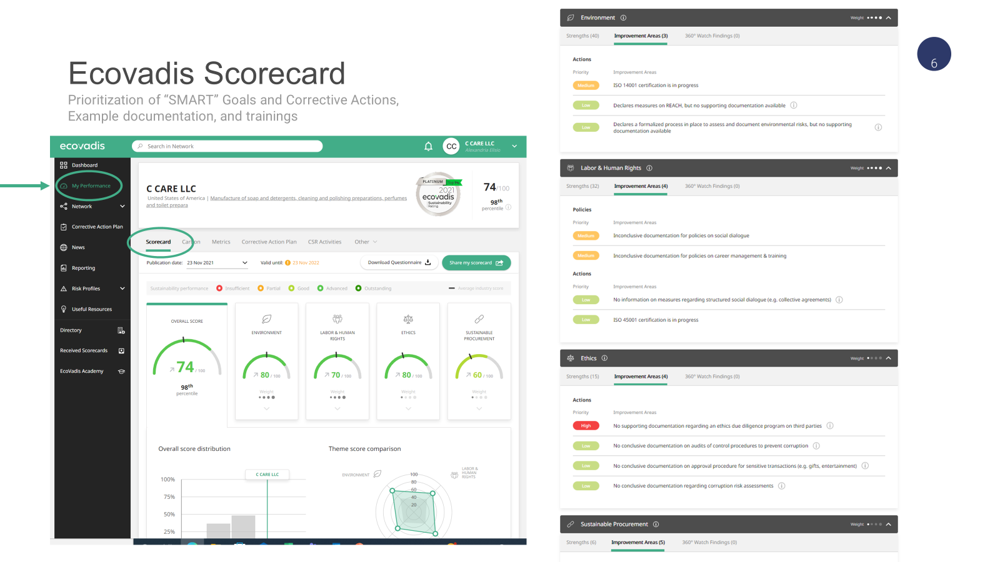 Ecovadis Scorecard
Prioritization of “SMART” Goals and Corrective Actions,
Example documentation, and trainings
6
ecovadis
Search in Network
CC
C CARE LLC
Alexandria Elisio
Dashboard
My Performance
Network
Corrective Action Plan
News
Reporting
Risk Profiles
Useful Resources
Directory
Received Scorecards
EcoVadis Academy
C CARE LLC
United States of America | Manufacture of soap and detergents, cleaning and polishing preparations, perfumes
and toilet prepara
PLATINUM Top 1%
2021
ecovadis
Sustainability
Rating
74/100
98th
percentile
Scorecard Carbon Metrics Corrective Action Plan CSR Activities Other
Publication date: 23 Nov 2021 Valid until: 23 Nov 2022 Download Questionnaire Share my scorecard
Sustainability performance Insufficient Partial Good Advanced Outstanding Average industry score
OVERALL SCORE
74 / 100
98th
percentile
ENVIRONMENT
80 / 100
Weight
LABOR & HUMAN
RIGHTS
70 / 100
Weight
ETHICS
80 / 100
Weight
SUSTAINABLE
PROCUREMENT
60 / 100
Weight
Overall score distribution
C CARE LLC
100%
75%
50%
25%
Theme score comparison
ENVIRONMENT
LABOR &
HUMAN
RIGHTS
100
80
60
40
20
Environment Weight
Strengths (40) Improvement Areas (3) 360° Watch Findings (0)
Actions
Priority Improvement Areas
Medium ISO 14001 certification is in progress
Low Declares measures on REACH, but no supporting documentation available
Low Declares a formalized process in place to assess and document environmental risks, but no supporting
documentation available
Labor & Human Rights Weight
Strengths (32) Improvement Areas (4) 360° Watch Findings (0)
Policies
Priority Improvement Areas
Medium Inconclusive documentation for policies on social dialogue
Medium Inconclusive documentation for policies on career management & training
Actions
Priority Improvement Areas
Low No information on measures regarding structured social dialogue (e.g. collective agreements)
Low ISO 45001 certification is in progress
Ethics Weight
Strengths (15) Improvement Areas (4) 360° Watch Findings (0)
Actions
Priority Improvement Areas
High No supporting documentation regarding an ethics due diligence program on third parties
Low No conclusive documentation on audits of control procedures to prevent corruption
Low No conclusive documentation on approval procedure for sensitive transactions (e.g. gifts, entertainment)
Low No conclusive documentation regarding corruption risk assessments
Sustainable Procurement Weight
Strengths (6) Improvement Areas (5) 360° Watch Findings (0)